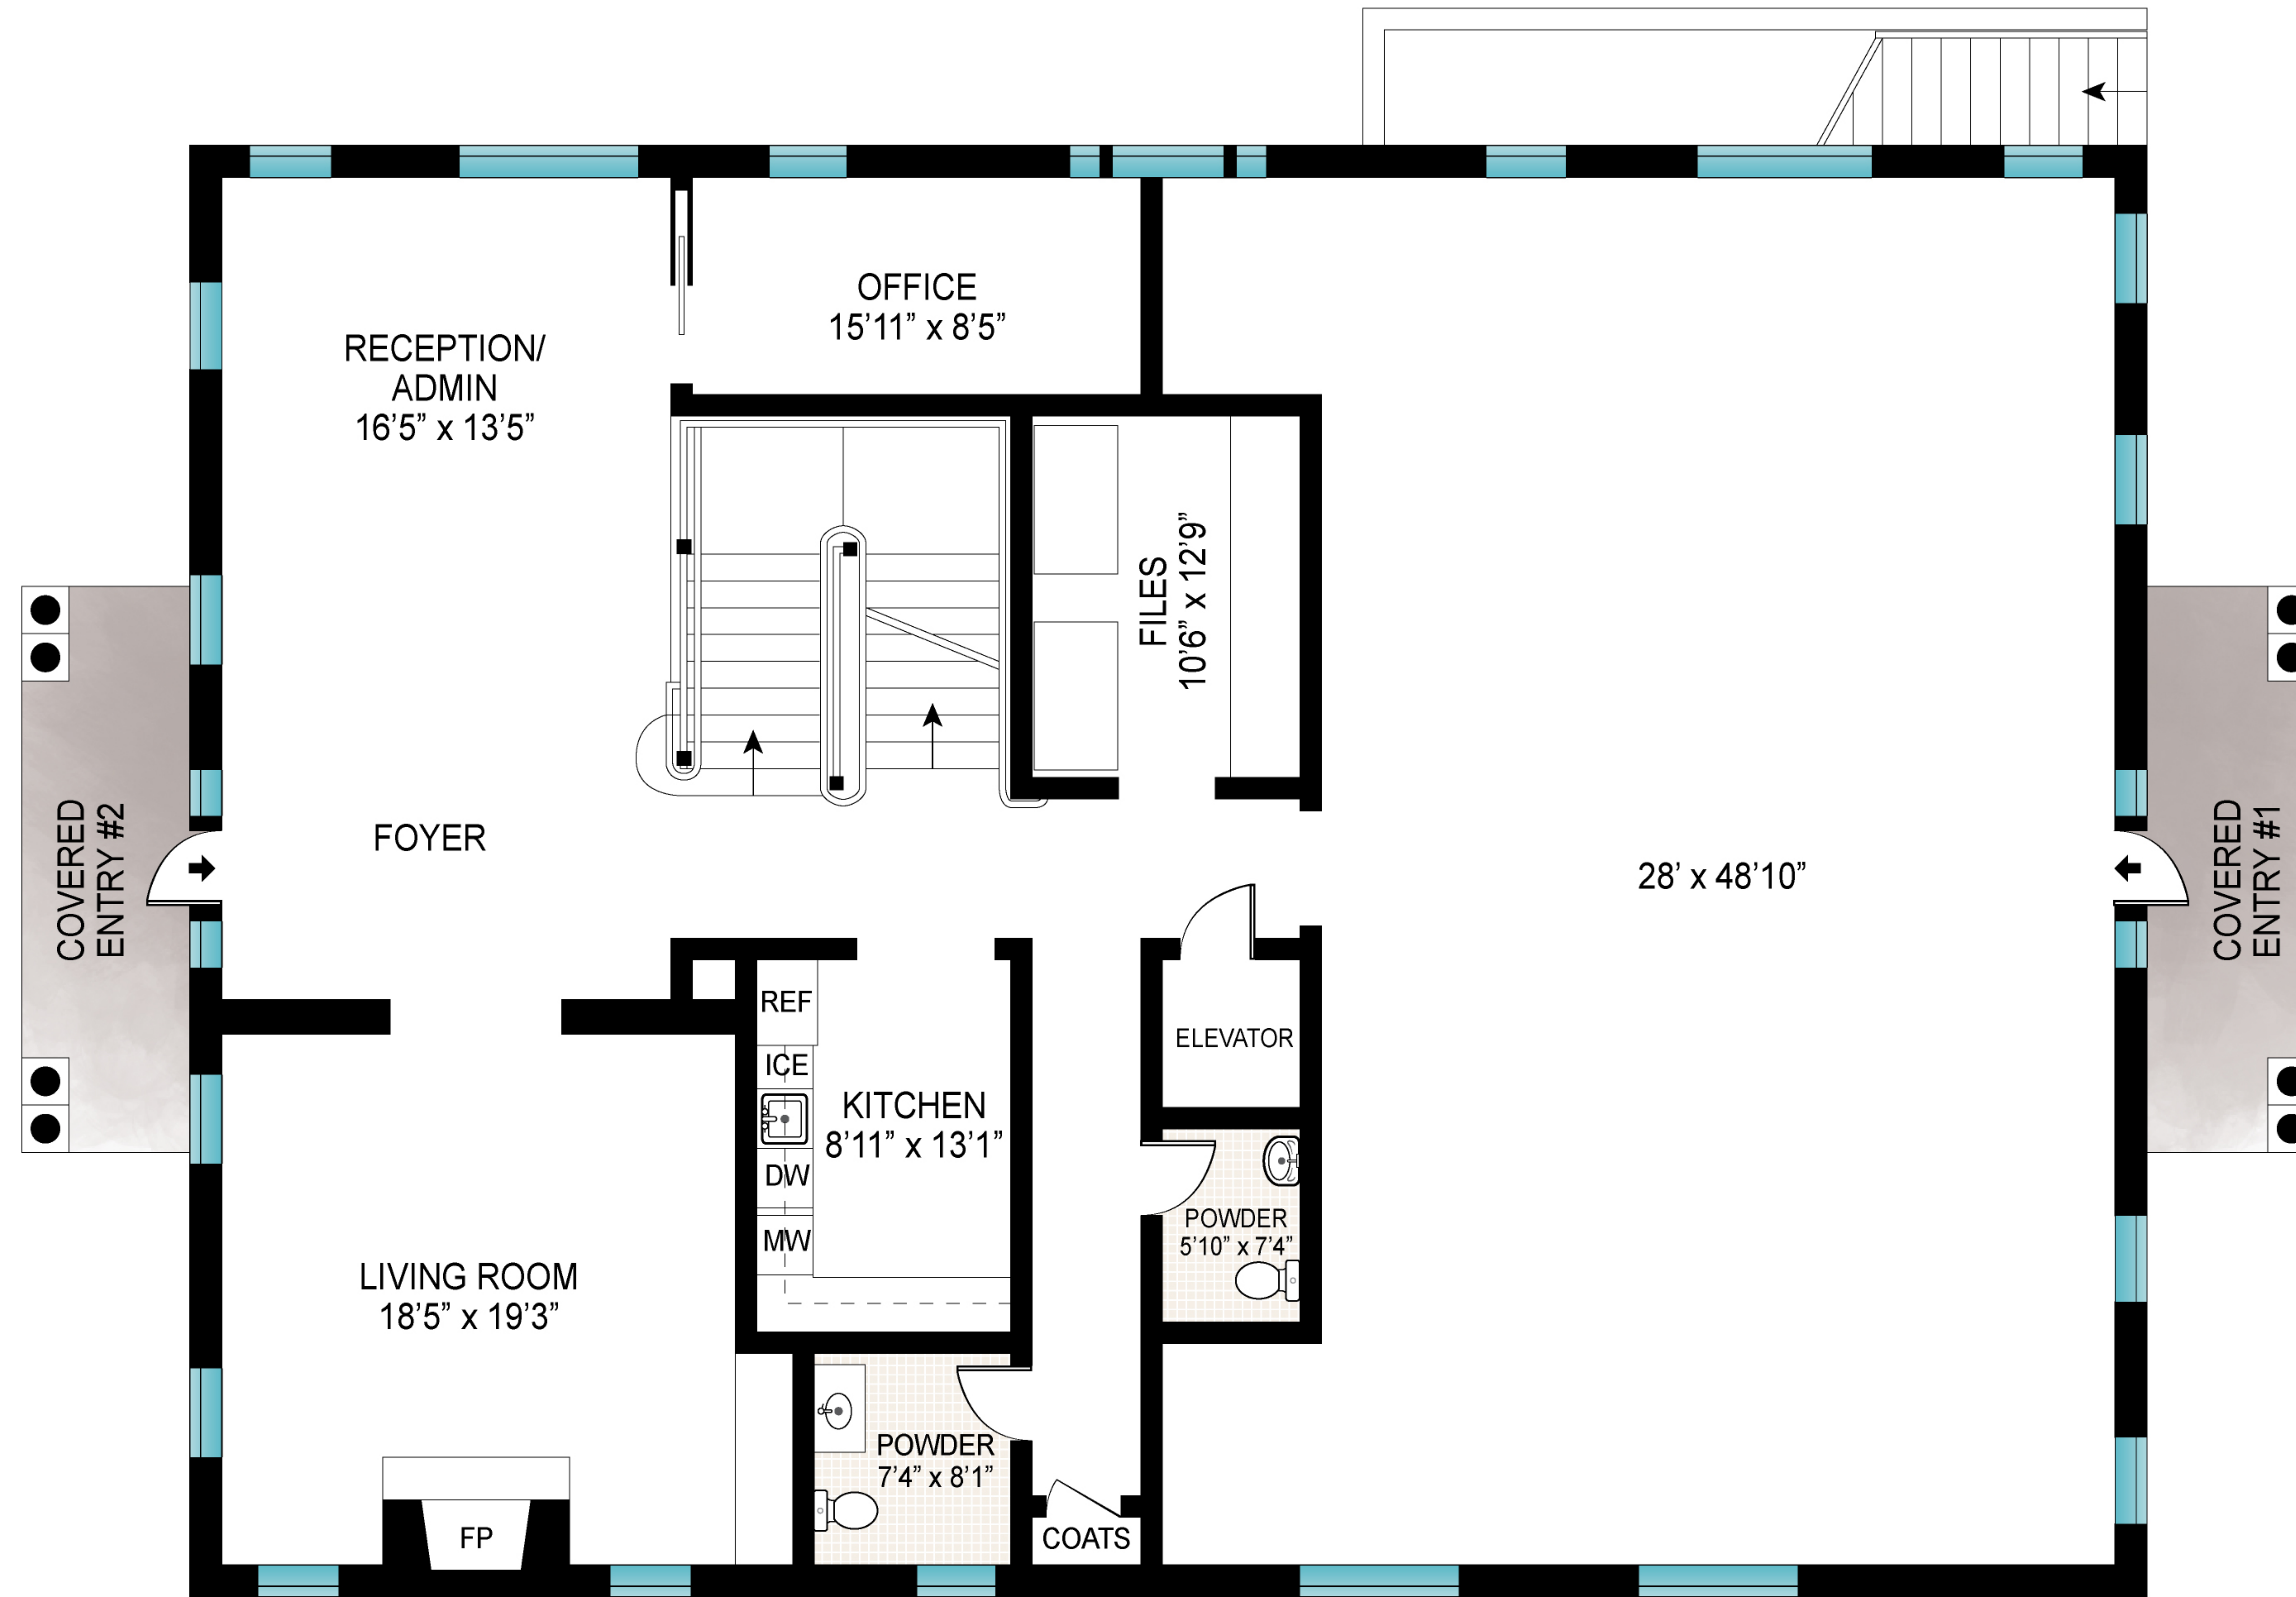 OFFICE
15’11” x 8’5”
RECEPTION/
ADMIN
16’5” x 13’5”
FILES
10’6” x 12’9”
COVERED
ENTRY #2
FOYER
28’ x 48’10”
COVERED
ENTRY #1
REF
ICE
KITCHEN
8’11” x 13’1”
DW
MW
ELEVATOR
POWDER
5’10” x 7’4”
LIVING ROOM
18’5” x 19’3”
POWDER
7’4” x 8’1”
FP
COATS